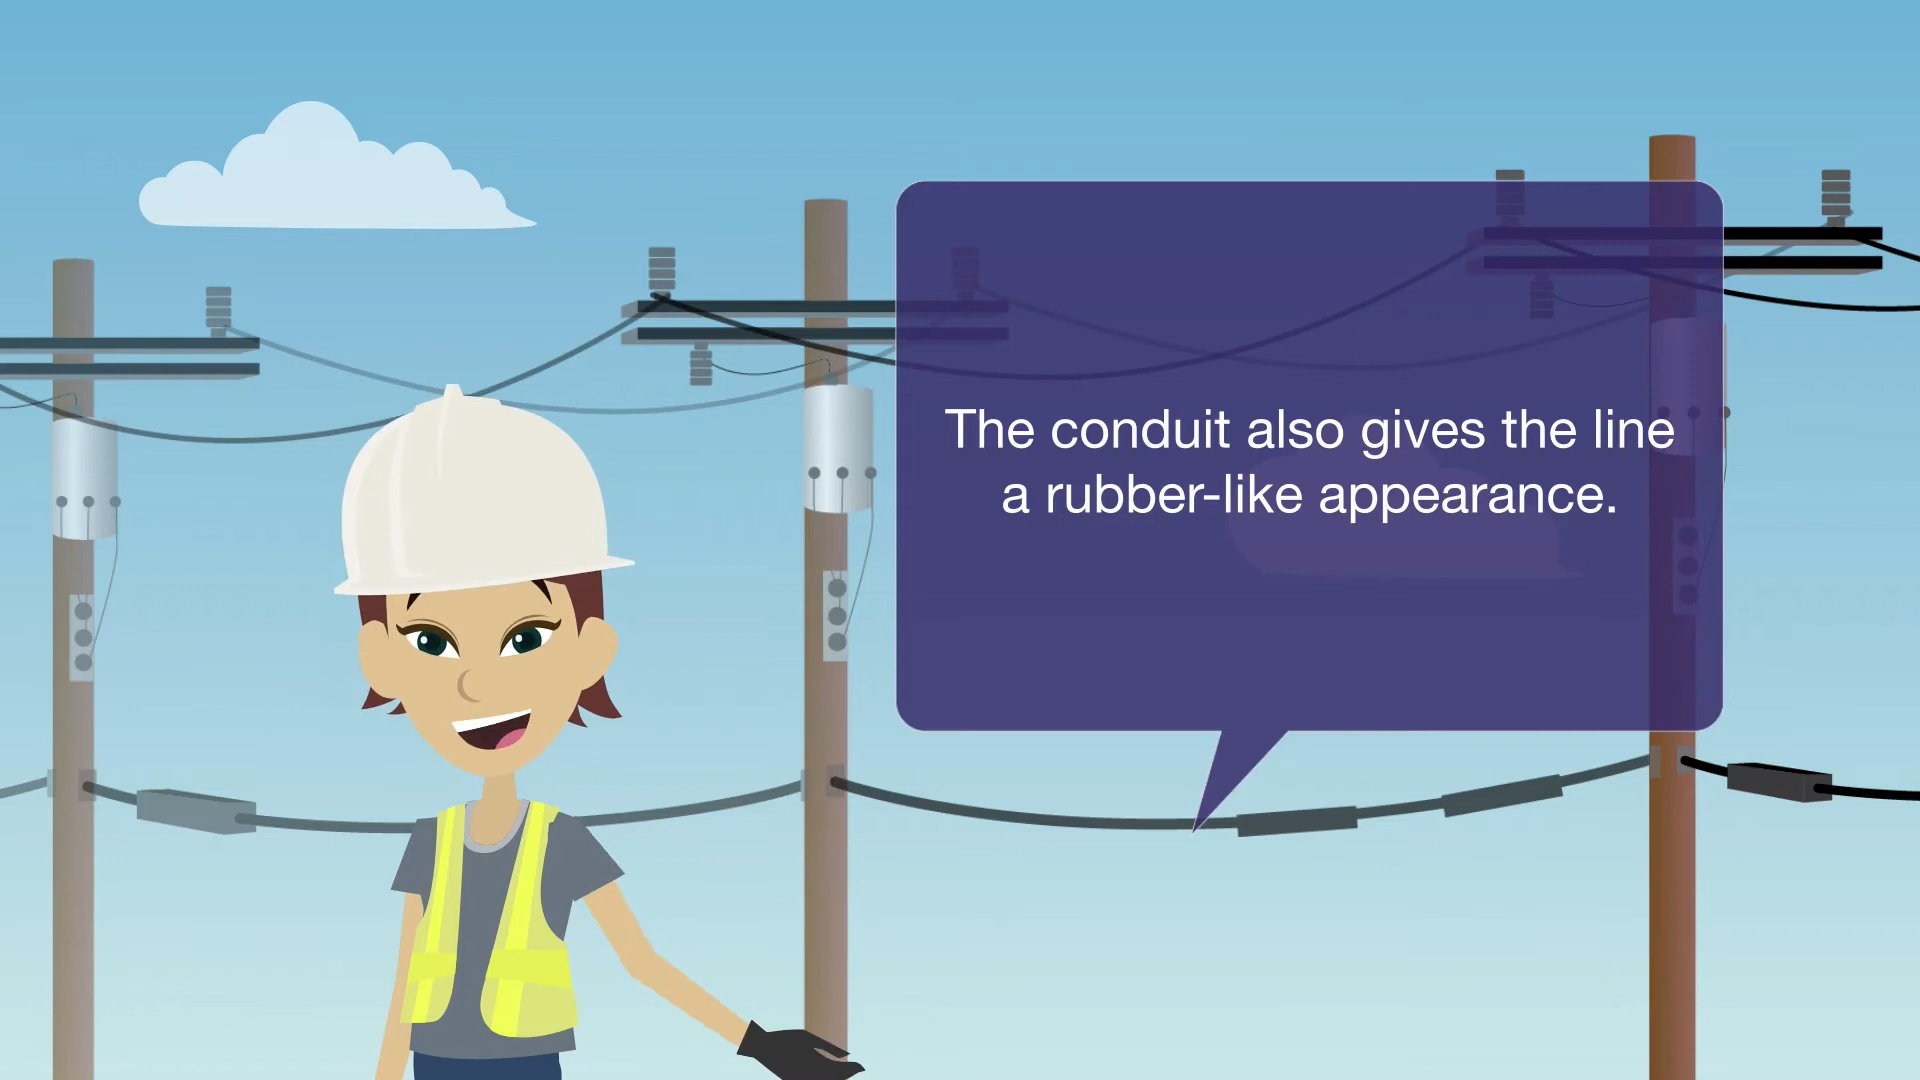 The conduit also gives the line
a rubber-like appearance.